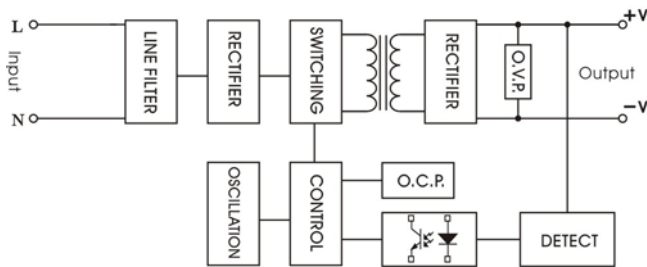 L
N
Input
LINE FILTER
RECTIFIER
SWITCHING
RECTIFIER
O.V.P.
+V
Output
-V
OSCILLATION
CONTROL
O.C.P.
DETECT